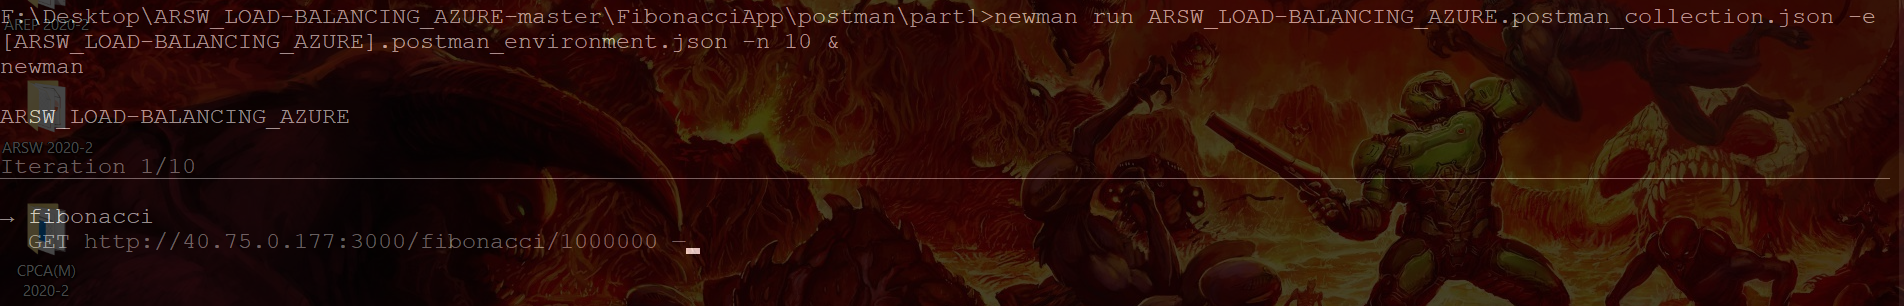 F:\Desktop\ARSW_LOAD-BALANCING_AZURE-master\FibonacciApp\postman\part1>newman run ARSW_LOAD-BALANCING_AZURE.postman_collection.json -e
AREP 2020-2
[ARSW_LOAD-BALANCING_AZURE].postman_environment.json -n 10 &
newman
ARSW_LOAD-BALANCING_AZURE
ARSW 2020-2
Iteration 1/10
→ fibonacci
GET http://40.75.0.177:3000/fibonacci/1000000 -
CPCA(M)
2020-2